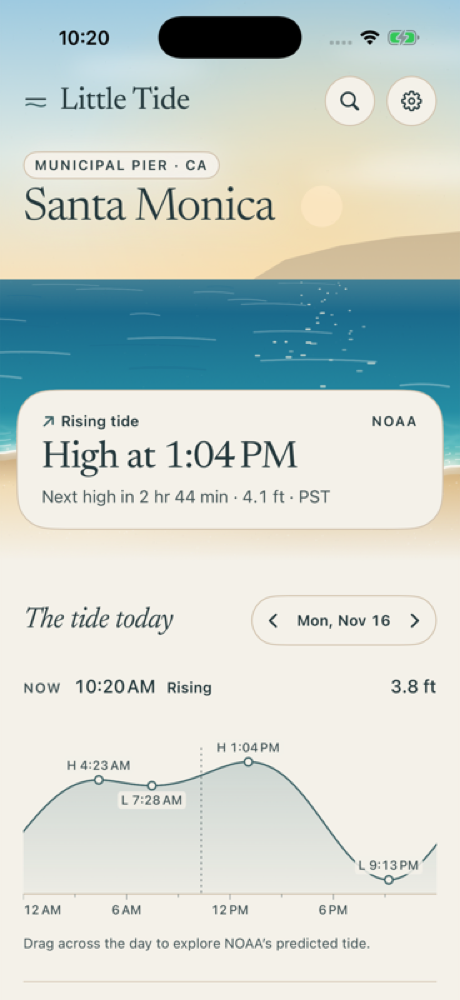 10:20
Little Tide
MUNICIPAL PIER · CA
Santa Monica
Rising tide
NOAA
High at 1:04 PM
Next high in 2 hr 44 min · 4.1 ft · PST
The tide today
Mon, Nov 16
NOW 10:20 AM Rising
3.8 ft
H 1:04 PM
H 4:23 AM
L 7:28 AM
L 9:13 PM
12 AM
6 AM
12 PM
6 PM
Drag across the day to explore NOAA's predicted tide.